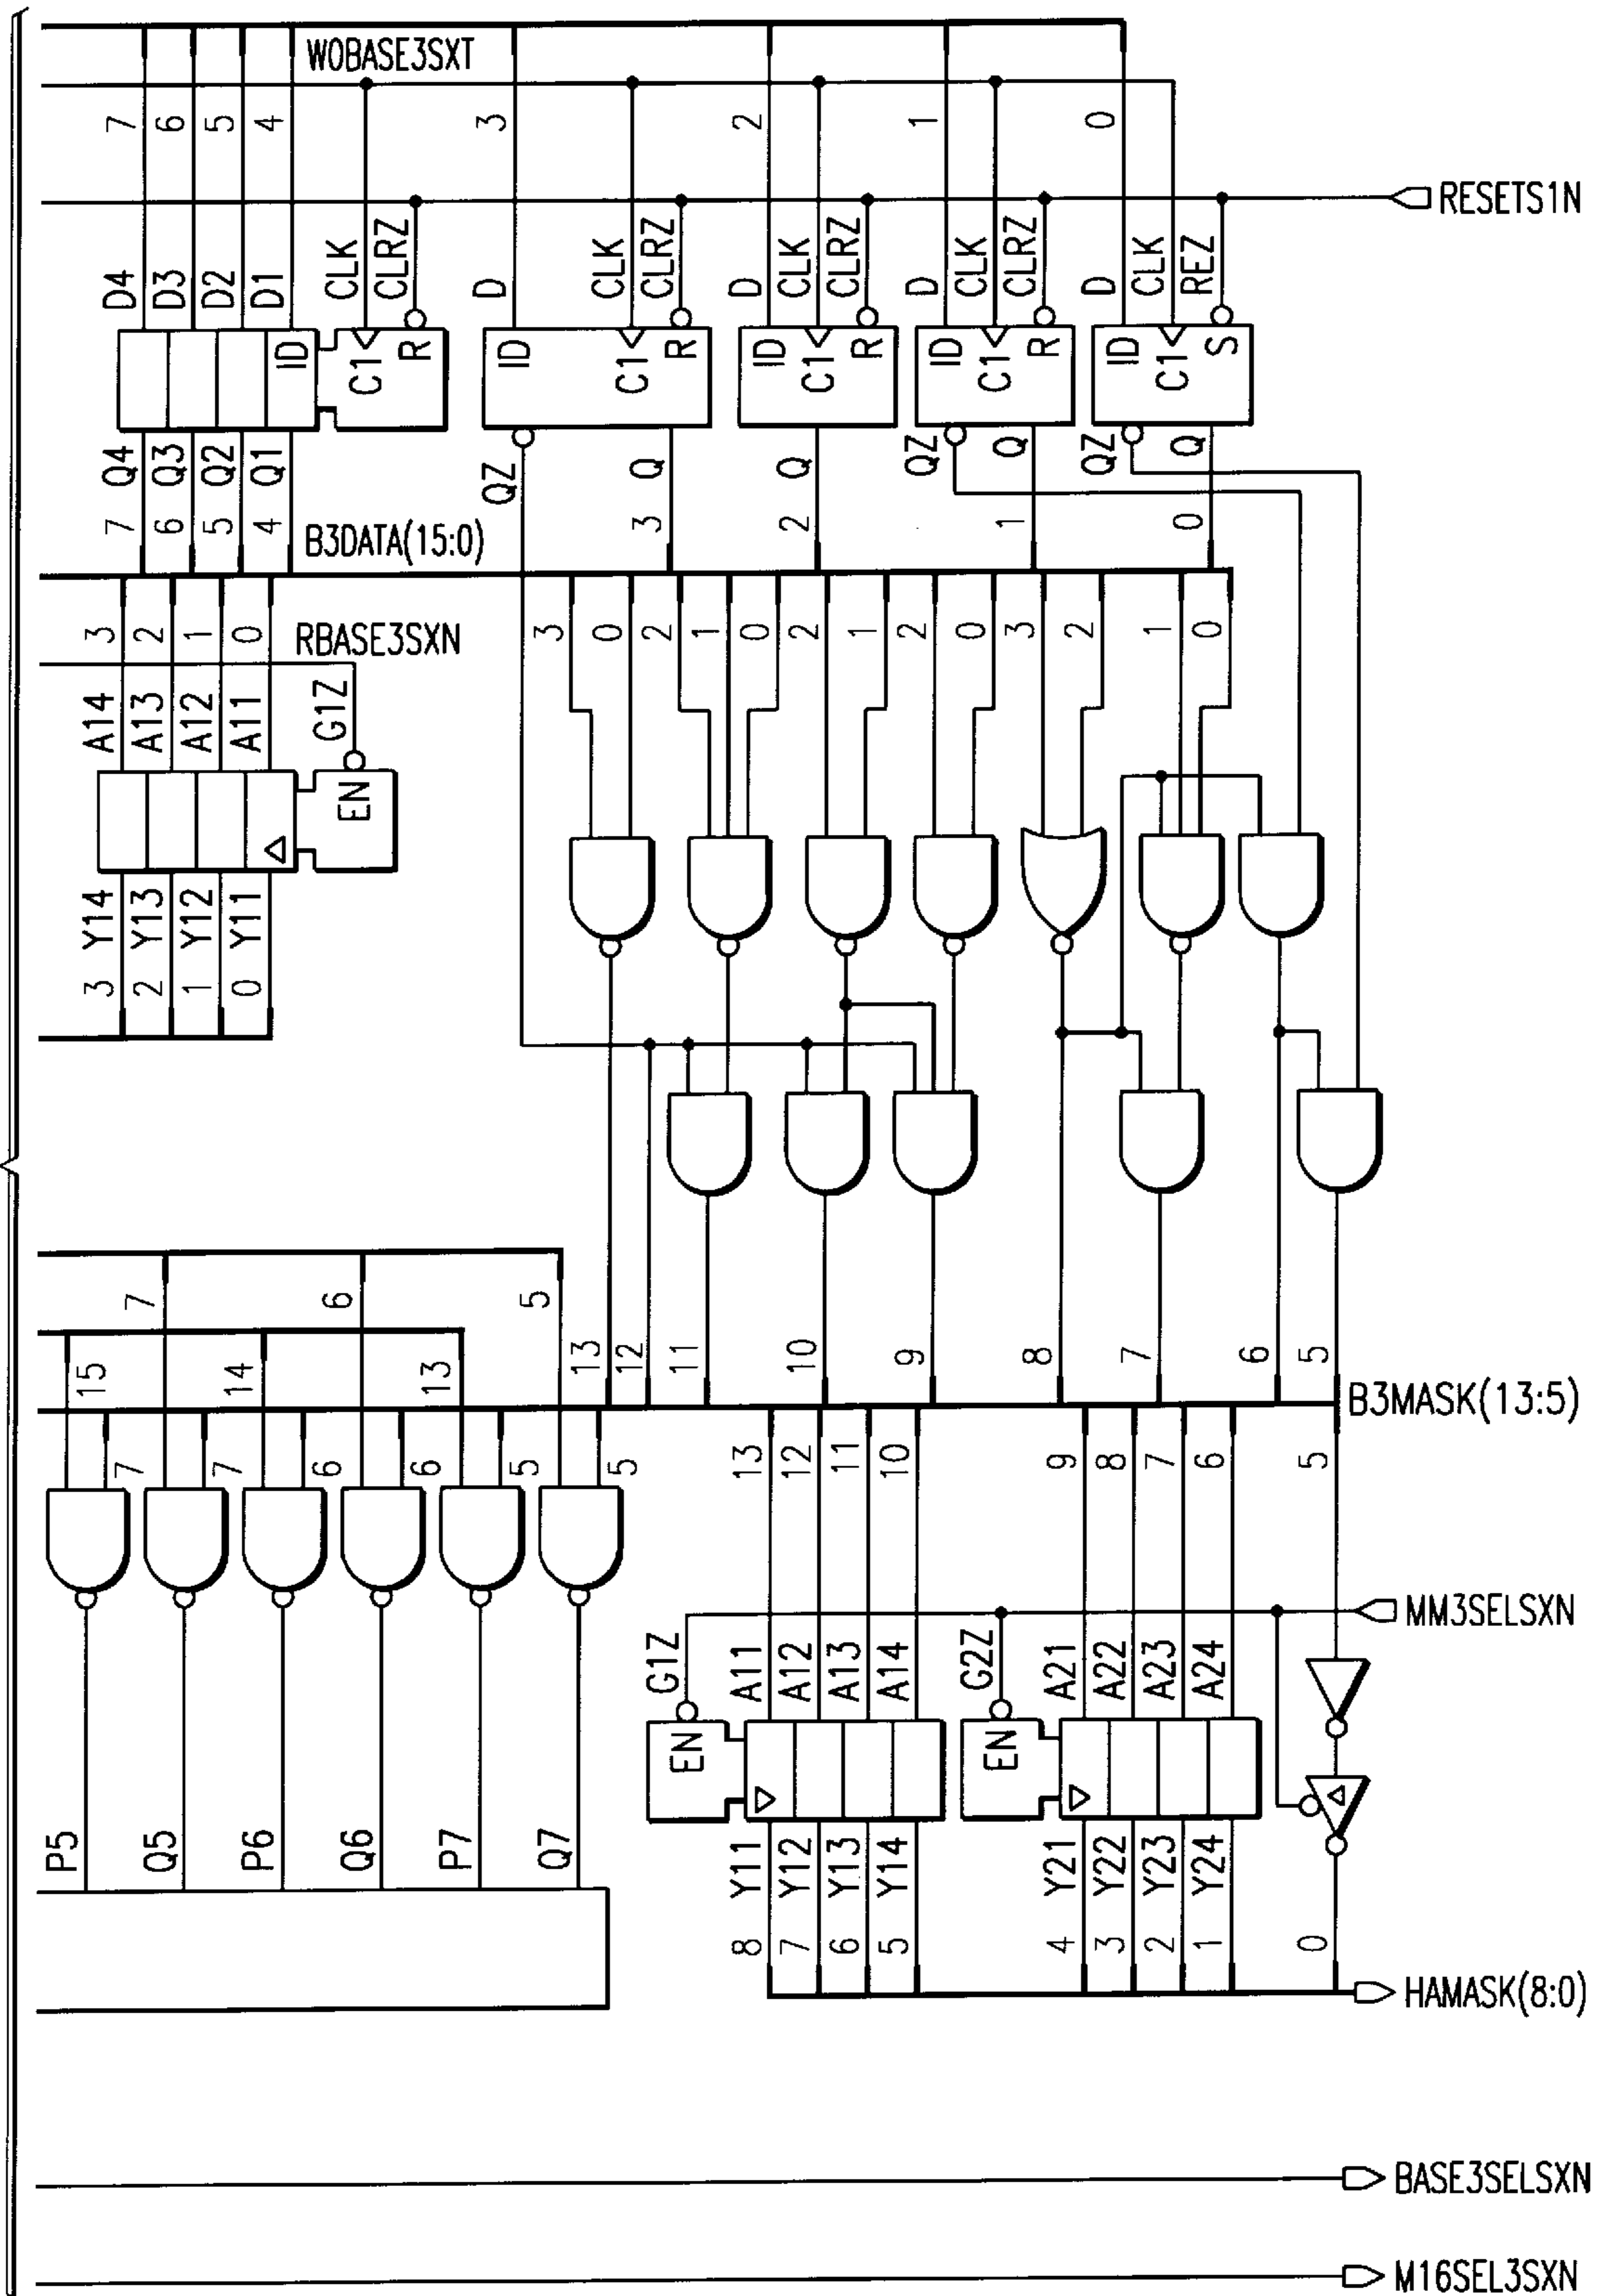 WOBASE3SXT
7 6 5 4 3 2 1 0
RESETS1N
D4 D3 D2 D1 CLK CLRZ D CLK CLRZ D CLK CLRZ D CLK CLRZ D CLK REZ
ID C1 R ID C1 R ID C1 R ID C1 R ID C1 S
Q4 Q3 Q2 Q1 QZ Q Q QZ Q QZ Q
7 6 5 4 B3DATA(15:0) 3 2 1 0
3 2 1 0 RBASE3SXN 3 0 2 1 0 2 1 2 0 3 2 1 0
A14 A13 A12 A11 G1Z
EN
Y14 Y13 Y12 Y11
3 2 1 0
7 6 5
15 14 13 13 12 11 10 9 8 7 6 5
B3MASK(13:5)
7 7 6 6 5 5 13 12 11 10 9 8 7 6 5
MM3SELSXN
G1Z A11 A12 A13 A14 G2Z A21 A22 A23 A24
EN EN
P5 Q5 P6 Q6 P7 Q7 Y11 Y12 Y13 Y14 Y21 Y22 Y23 Y24
8 7 6 5 4 3 2 1 0
HAMASK(8:0)
BASE3SELSXN
M16SEL3SXN